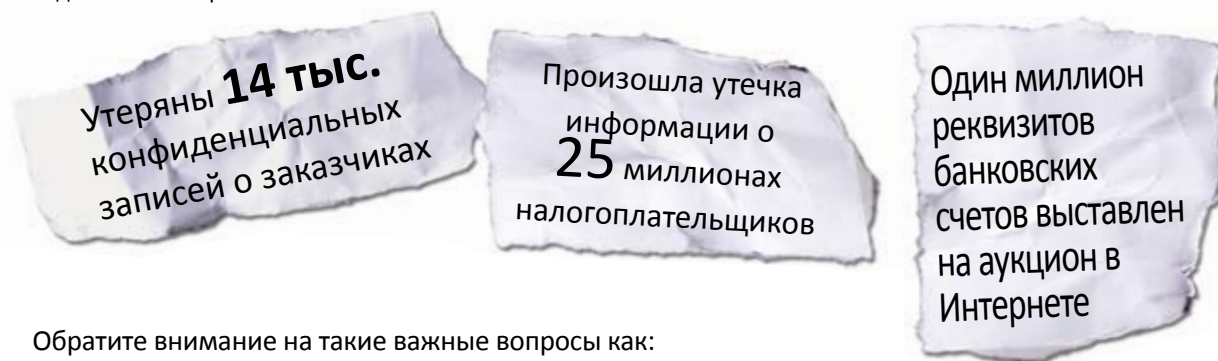 Утеряны 14 тыс.
конфиденциальных
записей о заказчиках
Произошла утечка
информации о
25 миллионах
налогоплательщиков
Один миллион
реквизитов
банковских
счетов выставлен
на аукцион в
Интернете
Обратите внимание на такие важные вопросы как: